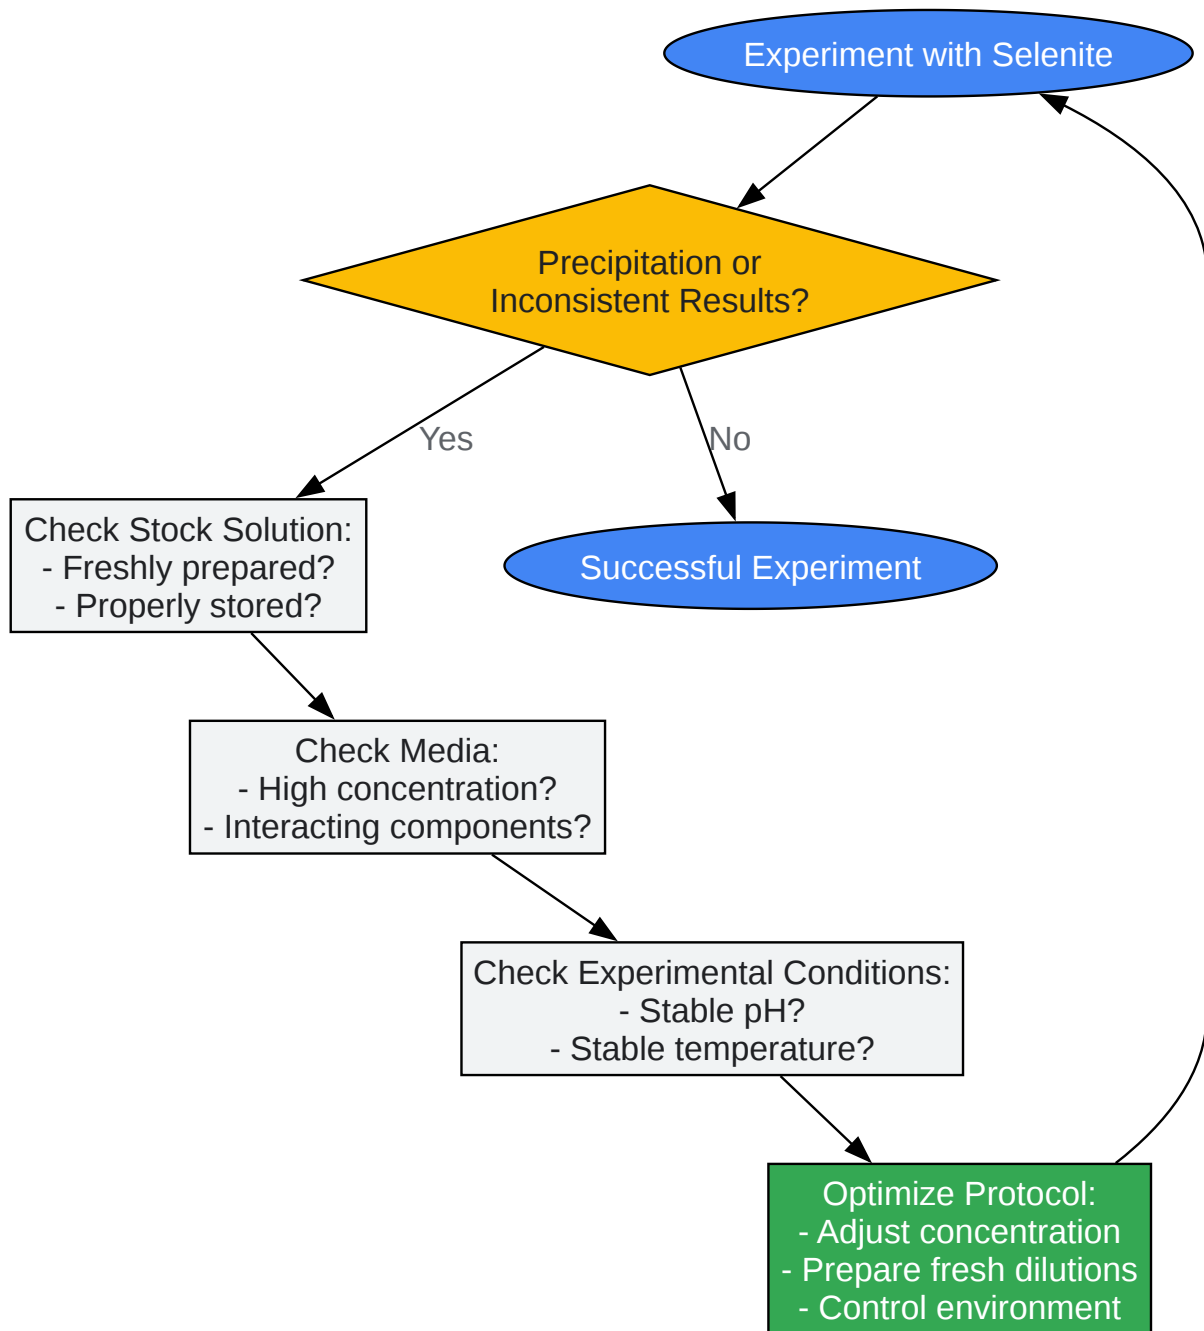 Experiment with Selenite
Precipitation or
Inconsistent Results?
Yes
No
Check Stock Solution:
- Freshly prepared?
- Properly stored?
Successful Experiment
Check Media:
- High concentration?
- Interacting components?
Check Experimental Conditions:
- Stable pH?
- Stable temperature?
Optimize Protocol:
- Adjust concentration
- Prepare fresh dilutions
- Control environment